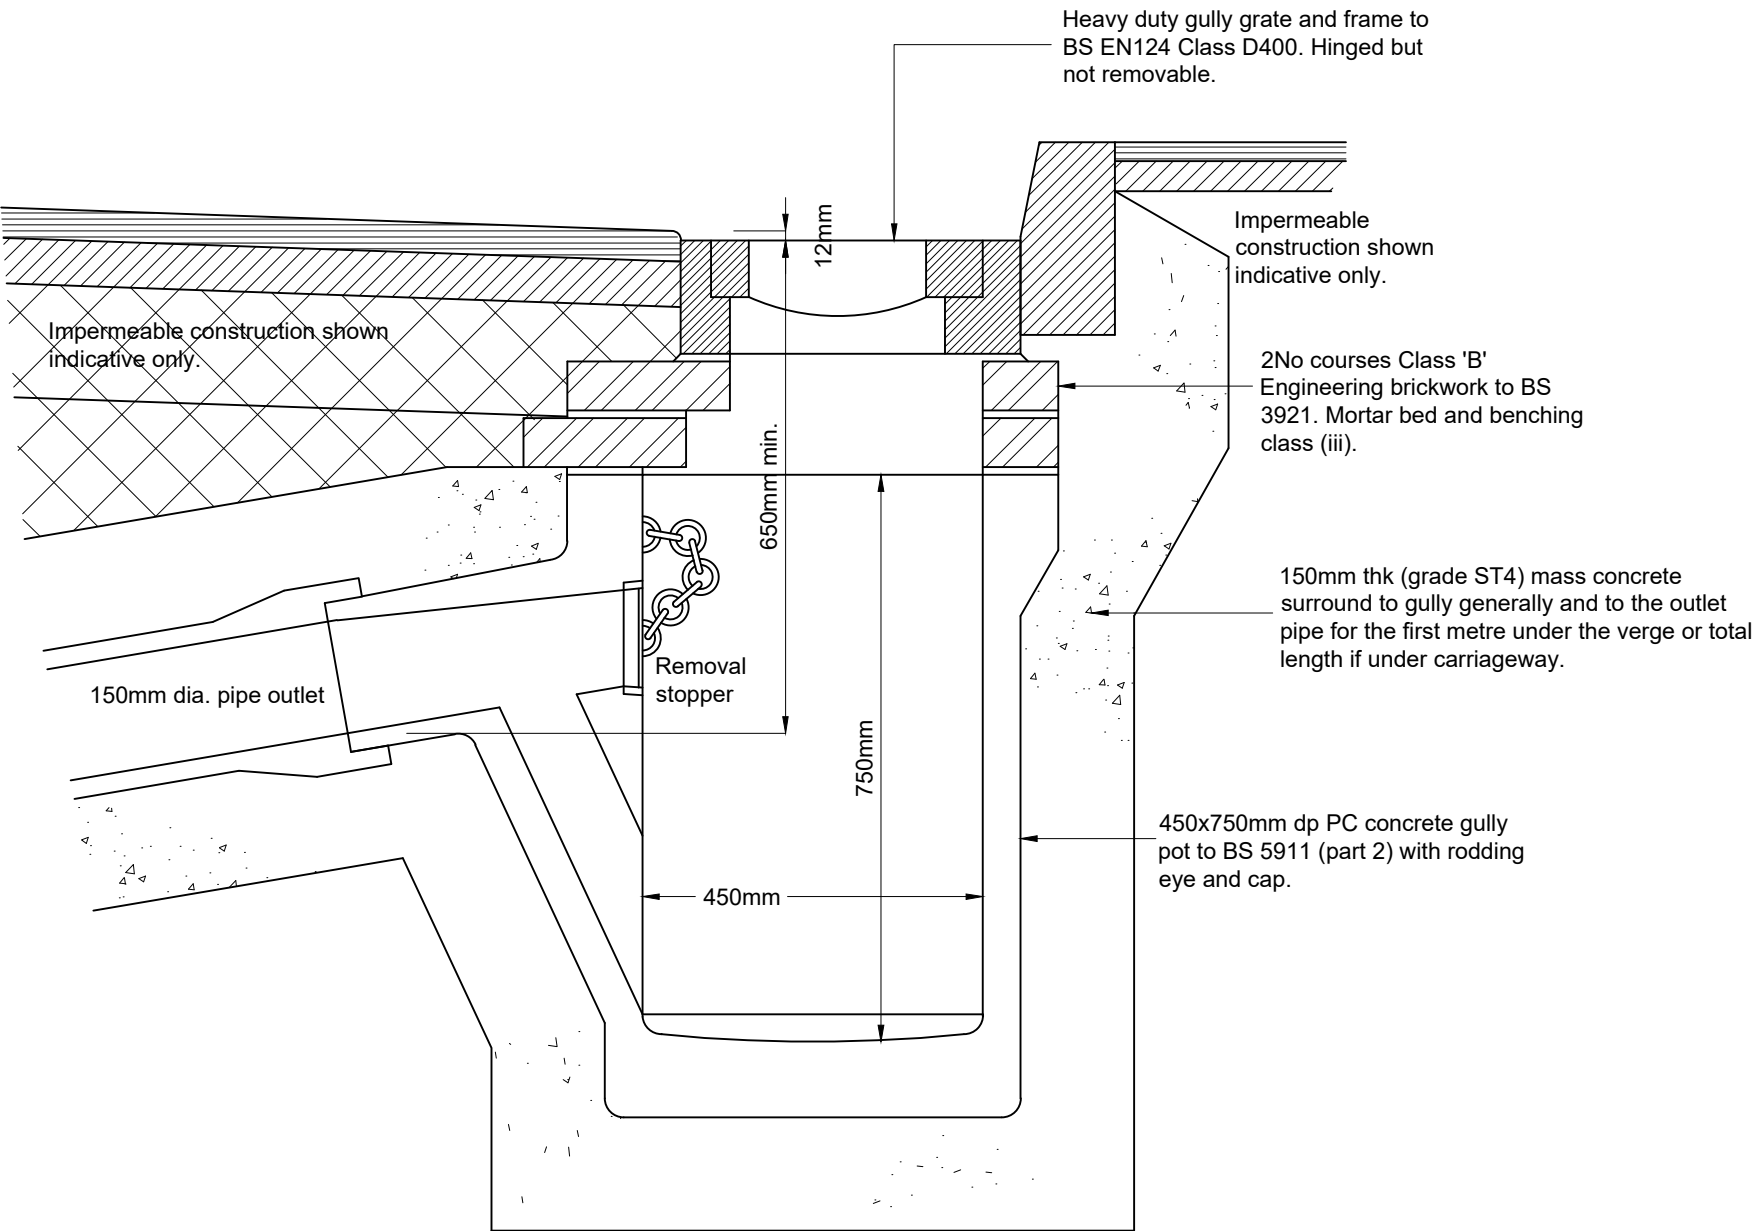 Heavy duty gully grate and frame to
BS EN124 Class D400. Hinged but
not removable.
12mm
Impermeable
construction shown
indicative only.
Impermeable construction shown
indicative only.
2No courses Class 'B'
Engineering brickwork to BS
3921. Mortar bed and benching
class (iii).
650mm min.
150mm thk (grade ST4) mass concrete
surround to gully generally and to the outlet
pipe for the first metre under the verge or total
length if under carriageway.
Removal
stopper
150mm dia. pipe outlet
750mm
450x750mm dp PC concrete gully
pot to BS 5911 (part 2) with rodding
eye and cap.
450mm